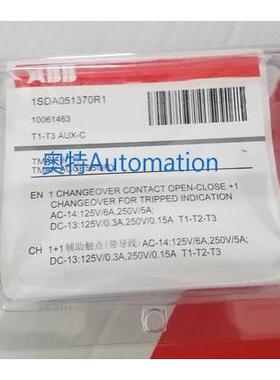 ABB
1SDA051370R1
10061463
T1-T3 AUX-C
奥特Automation
EN 1 CHANGEOVER CONTACT OPEN-CLOSE +1
CHANGEOVER FOR TRIPPED INDICATION
AC-14:125V/6A,250V/5A;
DC-13:125V/0.3A,250V/0.15A T1-T2-T3
CH 1+1辅助触点(带导线) AC-14:125V/6A,250V/5A;
DC-13:125V/0.3A,250V/0.15A T1-T2-T3